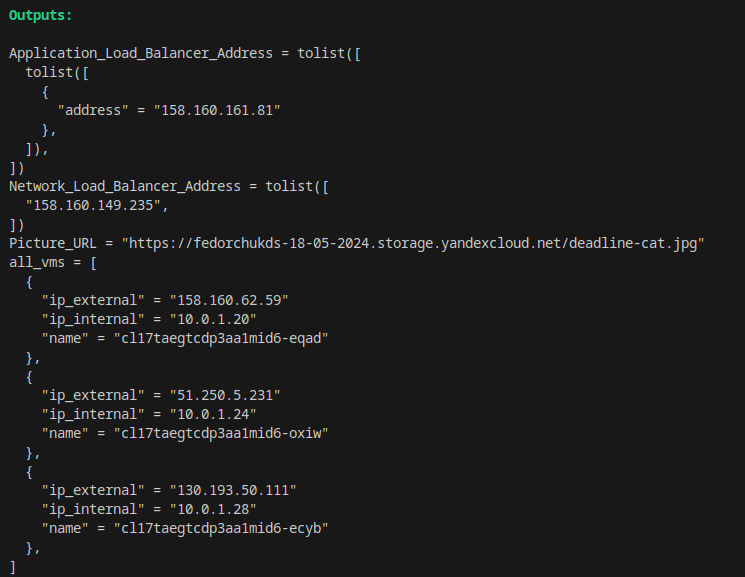 Outputs:
Application_Load_Balancer_Address = tolist([
  tolist([
    {
      "address" = "158.160.161.81"
    },
  ]),
])
Network_Load_Balancer_Address = tolist([
  "158.160.149.235",
])
Picture_URL = "https://fedorchukds-18-05-2024.storage.yandexcloud.net/deadline-cat.jpg"
all_vms = [
  {
    "ip_external" = "158.160.62.59"
    "ip_internal" = "10.0.1.20"
    "name" = "cl17taegtcdp3aa1mid6-eqad"
  },
  {
    "ip_external" = "51.250.5.231"
    "ip_internal" = "10.0.1.24"
    "name" = "cl17taegtcdp3aa1mid6-oxiw"
  },
  {
    "ip_external" = "130.193.50.111"
    "ip_internal" = "10.0.1.28"
    "name" = "cl17taegtcdp3aa1mid6-ecyb"
  },
]